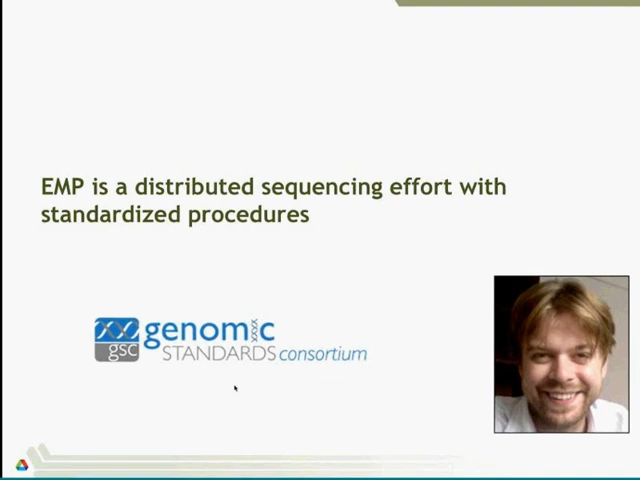 EMP is a distributed sequencing effort with
standardized procedures
genomic
gsc STANDARDS consortium